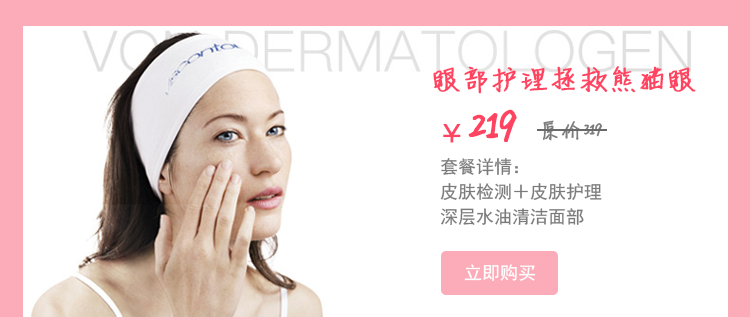 VON DERMATOLOGEN
眼部护理拯救熊猫眼
￥219 原价319
套餐详情：
皮肤检测＋皮肤护理
深层水油清洁面部
立即购买